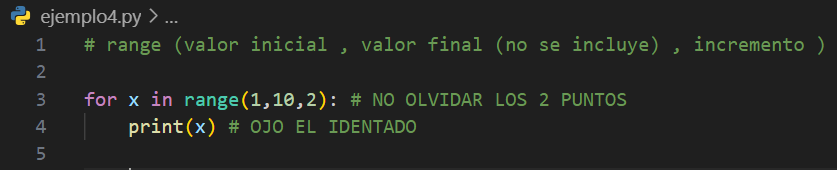 ejemplo4.py > ...
1 # range (valor inicial , valor final (no se incluye) , incremento )
2
3 for x in range(1,10,2): # NO OLVIDAR LOS 2 PUNTOS
4 print(x) # OJO EL IDENTADO
5